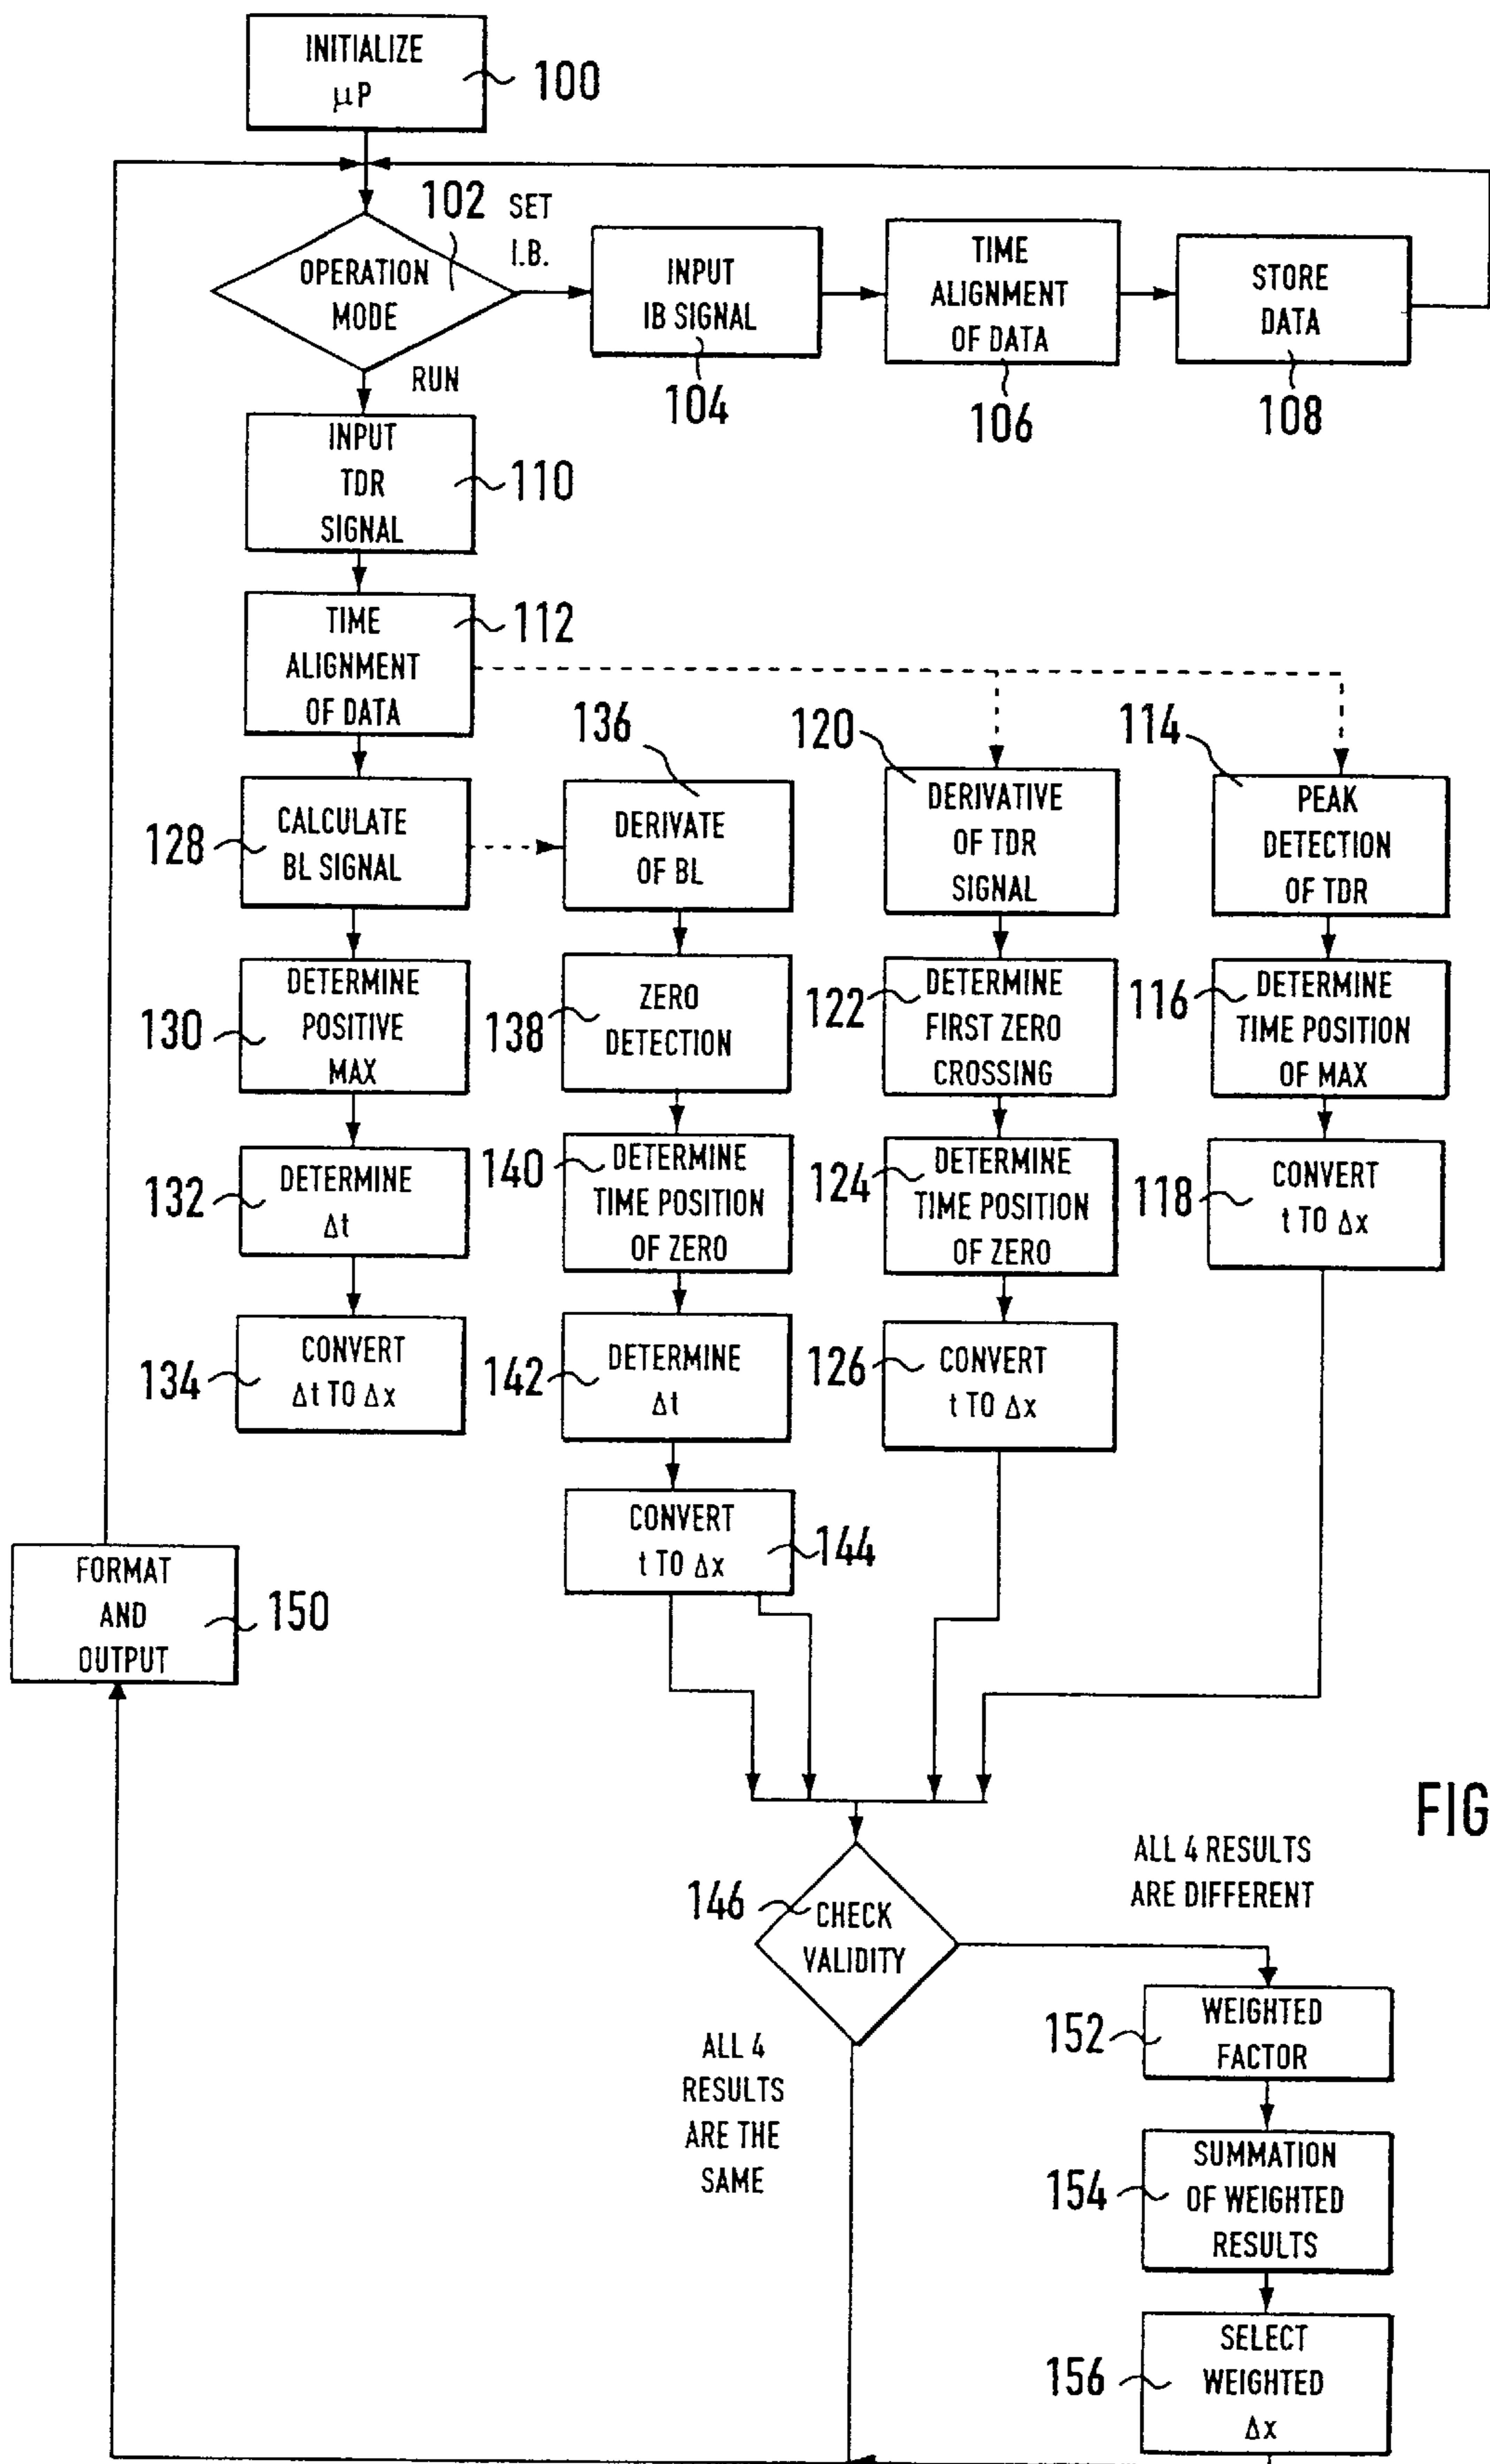 INITIALIZE
μP
100
102
SET
I.B.
OPERATION
MODE
RUN
INPUT
IB SIGNAL
104
TIME
ALIGNMENT
OF DATA
106
STORE
DATA
108
INPUT
TDR
SIGNAL
110
TIME
ALIGNMENT
OF DATA
112
128
CALCULATE
BL SIGNAL
130
DETERMINE
POSITIVE
MAX
132
DETERMINE
Δt
134
CONVERT
Δt TO Δx
136
DERIVATE
OF BL
138
ZERO
DETECTION
140
DETERMINE
TIME POSITION
OF ZERO
142
DETERMINE
Δt
CONVERT
t TO Δx
144
120
DERIVATIVE
OF TDR
SIGNAL
122
DETERMINE
FIRST ZERO
CROSSING
124
DETERMINE
TIME POSITION
OF ZERO
126
CONVERT
t TO Δx
114
PEAK
DETECTION
OF TDR
116
DETERMINE
TIME POSITION
OF MAX
118
CONVERT
t TO Δx
FORMAT
AND
OUTPUT
150
FIG
146
CHECK
VALIDITY
ALL 4 RESULTS
ARE DIFFERENT
ALL 4
RESULTS
ARE THE
SAME
152
WEIGHTED
FACTOR
154
SUMMATION
OF WEIGHTED
RESULTS
156
SELECT
WEIGHTED
Δx